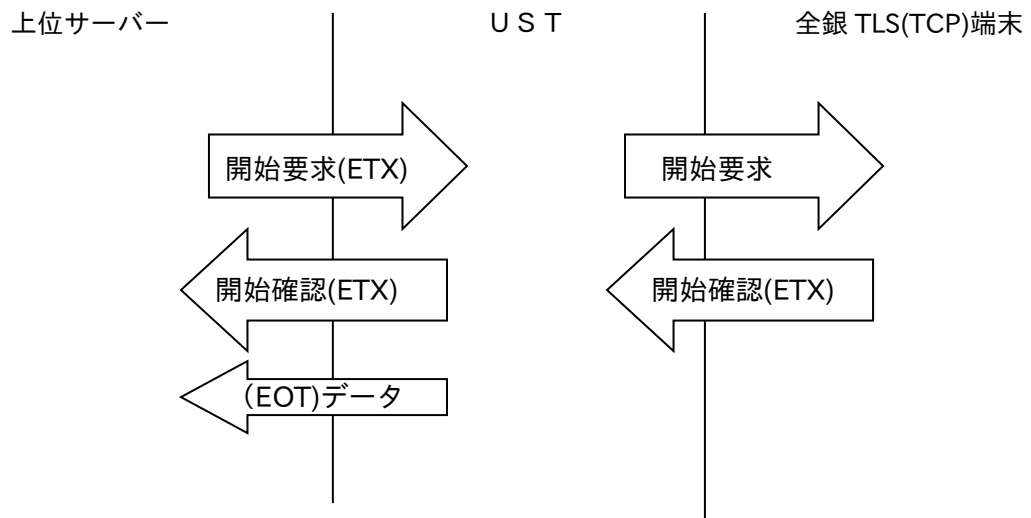 上位サーバー
ＵＳＴ
全銀 TLS(TCP)端末
開始要求(ETX)
開始要求
開始確認(ETX)
開始確認(ETX)
（EOT)データ